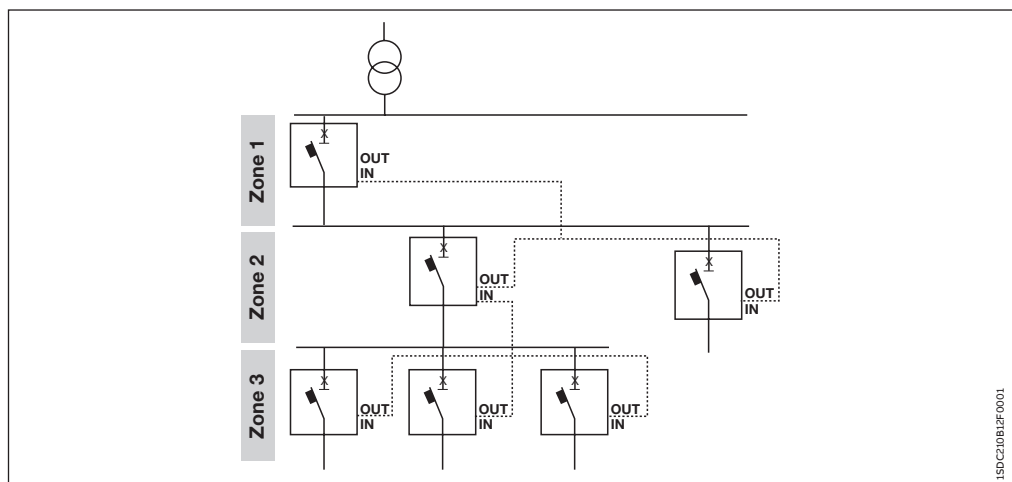 Zone 1
OUT
IN
Zone 2
OUT
IN
OUT
IN
Zone 3
OUT
IN
OUT
IN
OUT
IN
1SDC210B12F0001